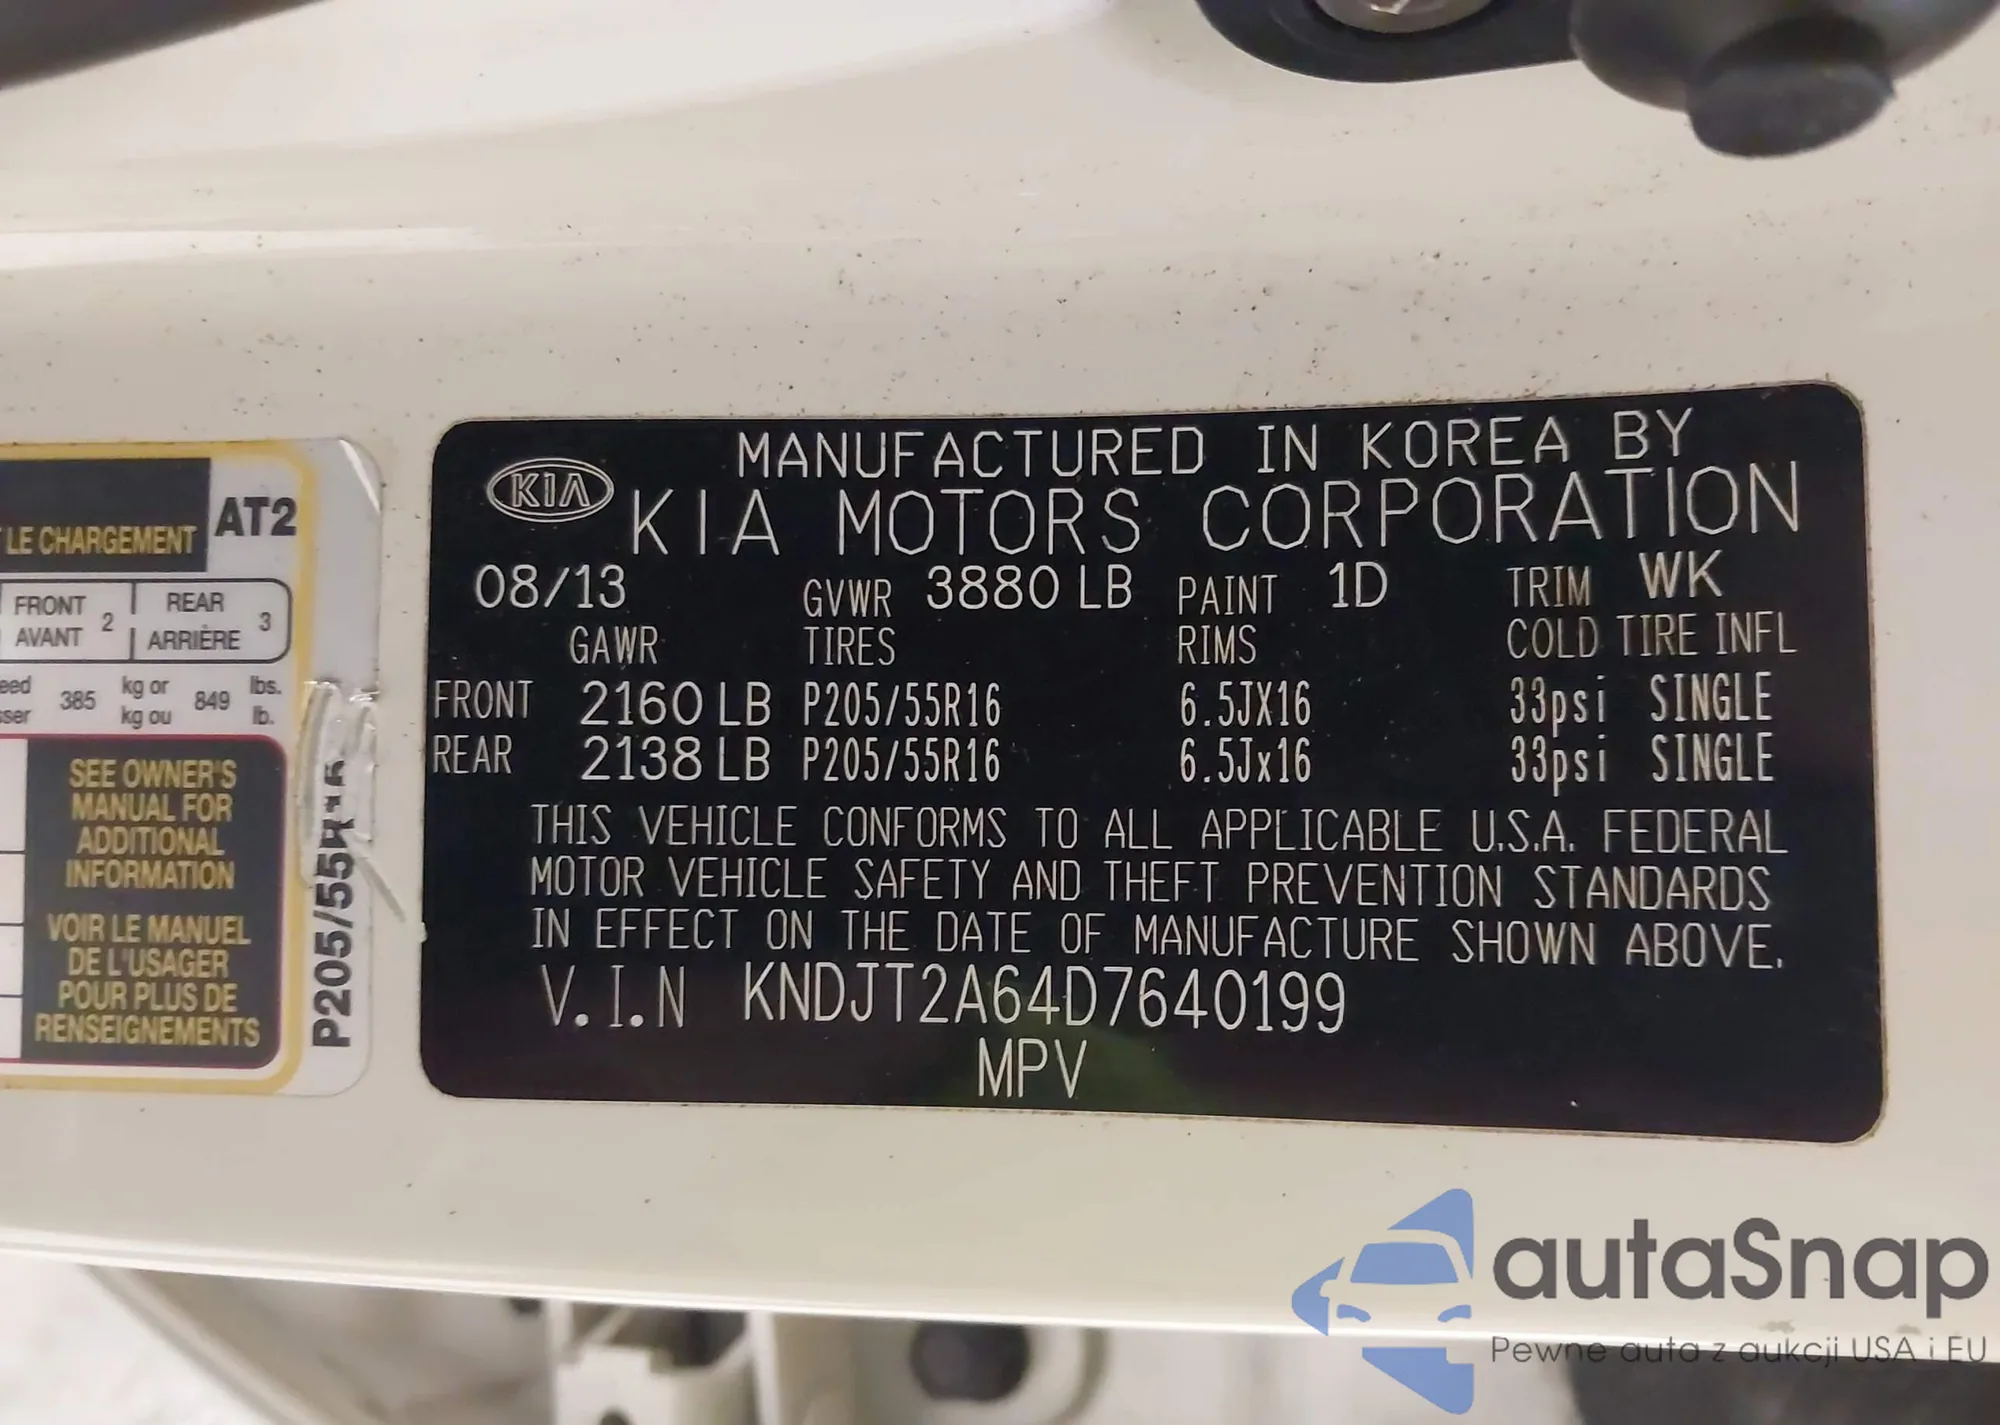 LE CHARGEMENT
AT2
FRONT 2 REAR 3
AVANT ARRIÈRE
385 kg or 849 lbs.
kg ou lb.
SEE OWNER'S
MANUAL FOR
ADDITIONAL
INFORMATION
VOIR LE MANUEL
DE L'USAGER
POUR PLUS DE
RENSEIGNEMENTS
P205/55R16
MANUFACTURED IN KOREA BY
KIA KIA MOTORS CORPORATION
08/13 GVWR 3880 LB PAINT 1D TRIM WK
GAWR TIRES RIMS COLD TIRE INFL
FRONT 2160 LB P205/55R16 6.5JX16 33psi SINGLE
REAR 2138 LB P205/55R16 6.5Jx16 33psi SINGLE
THIS VEHICLE CONFORMS TO ALL APPLICABLE U.S.A. FEDERAL
MOTOR VEHICLE SAFETY AND THEFT PREVENTION STANDARDS
IN EFFECT ON THE DATE OF MANUFACTURE SHOWN ABOVE.
V.I.N KNDJT2A64D7640199
MPV
autaSnap
Pewne auta z aukcji USA i EU